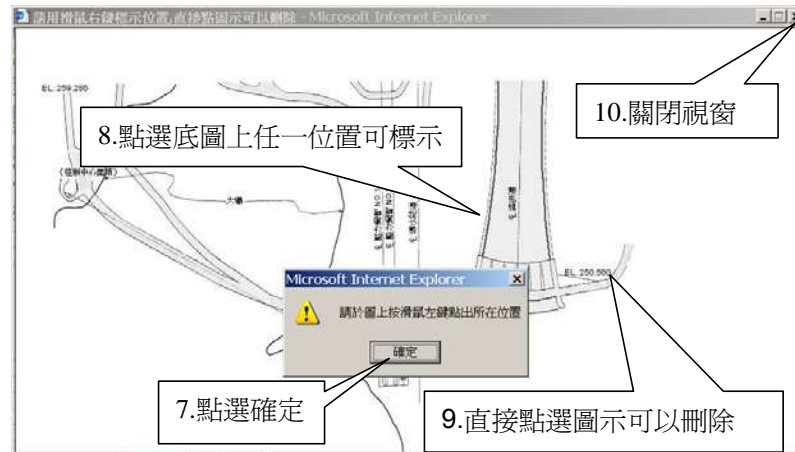 請用滑鼠右鍵標示位置,直接點圖示可以刪除 - Microsoft Internet Explorer
EL 259.286
10.關閉視窗
8.點選底圖上任一位置可標示
大壩
EL 250.580
Microsoft Internet Explorer
請於圖上按滑鼠左鍵點出所在位置
確定
7.點選確定
9.直接點選圖示可以刪除